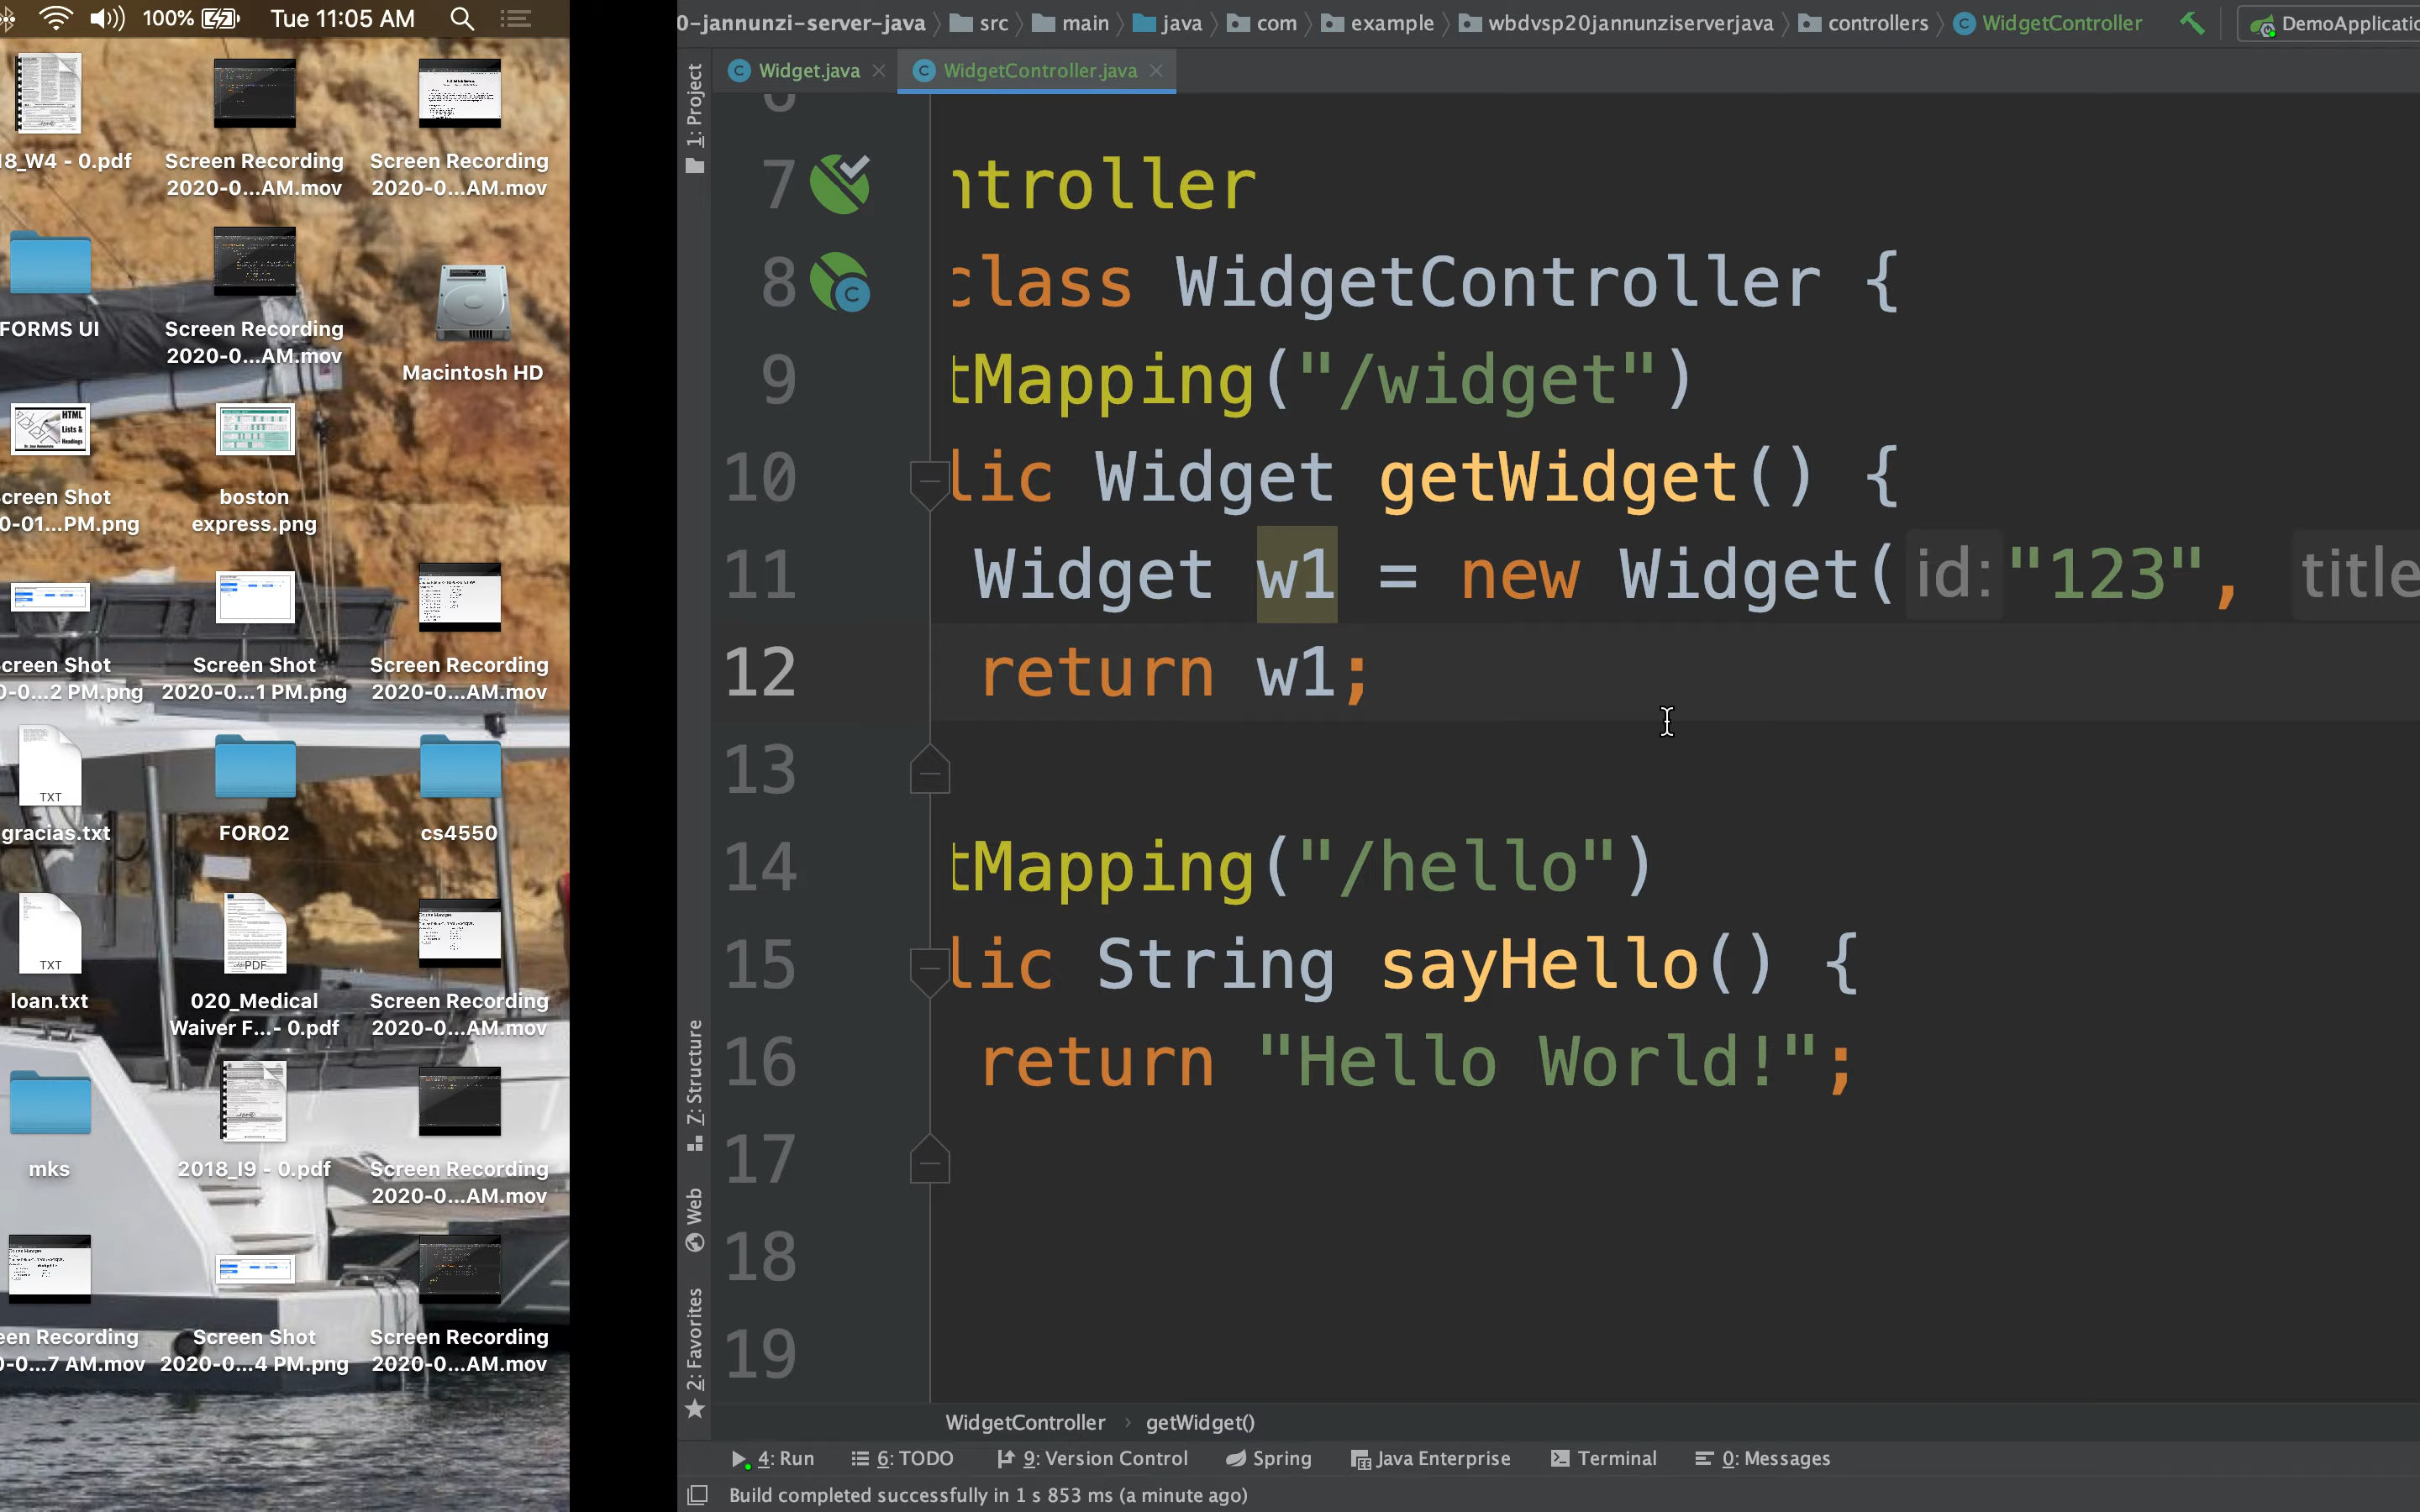 100% Tue 11:05 AM
18_W4 - 0.pdf
Screen Recording
2020-0...AM.mov
Screen Recording
2020-0...AM.mov
FORMS UI
Screen Recording
2020-0...AM.mov
Macintosh HD
HTML
Lists &
Headings
creen Shot
0-01...PM.png
boston
express.png
creen Shot
0-0...2 PM.png
Screen Shot
2020-0...1 PM.png
Screen Recording
2020-0...AM.mov
TXT
gracias.txt
FORO2
cs4550
TXT
loan.txt
PDF
020_Medical
Waiver F...- 0.pdf
Screen Recording
2020-0...AM.mov
mks
2018_I9 - 0.pdf
Screen Recording
2020-0...AM.mov
een Recording
0-0...7 AM.mov
Screen Shot
2020-0...4 PM.png
Screen Recording
2020-0...AM.mov
0-jannunzi-server-java src main java com example wbdvsp20jannunziserverjava controllers WidgetController DemoApplicatio
Widget.java WidgetController.java
1: Project
7: Structure
Web
2: Favorites
6
7 ntroller
8 class WidgetController {
9 tMapping("/widget")
10 lic Widget getWidget() {
11 Widget w1 = new Widget( id: "123", title
12 return w1;
13
14 tMapping("/hello")
15 lic String sayHello() {
16 return "Hello World!";
17
18
19
WidgetController › getWidget()
4: Run 6: TODO 9: Version Control Spring Java Enterprise Terminal 0: Messages
Build completed successfully in 1 s 853 ms (a minute ago)